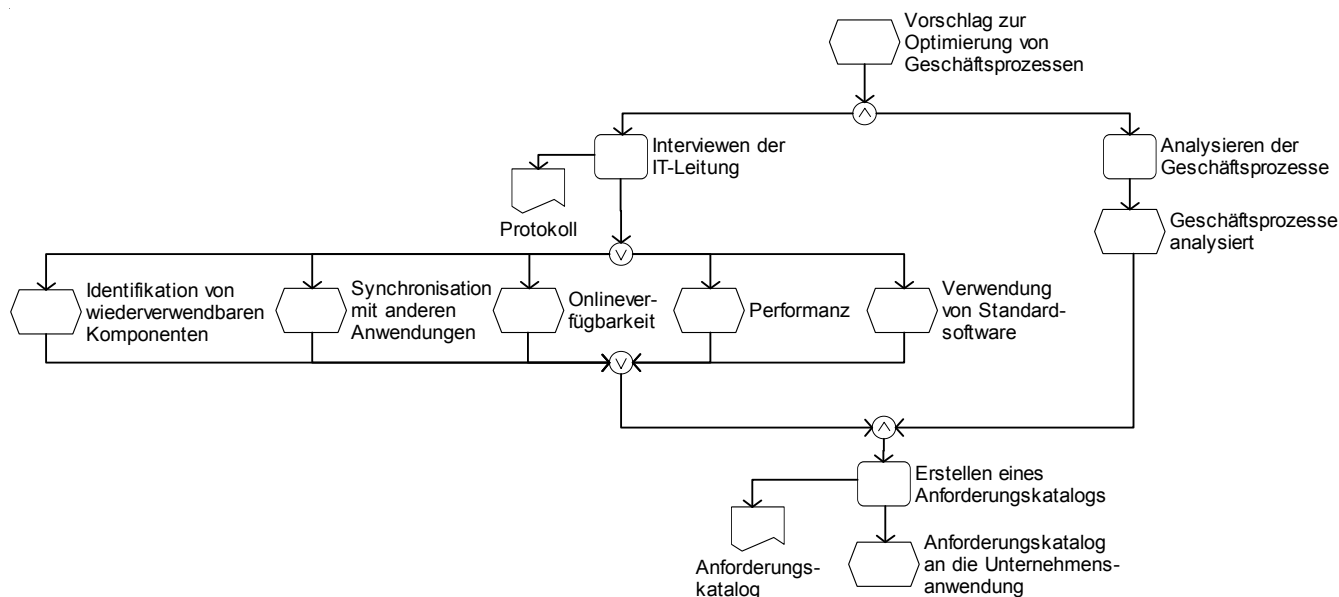 Vorschlag zur
Optimierung von
Geschäftsprozessen
Interviewen der
IT-Leitung
Analysieren der
Geschäftsprozesse
Protokoll
Geschäftsprozesse
analysiert
Identifikation von
wiederverwendbaren
Komponenten
Synchronisation
mit anderen
Anwendungen
Onlinever-
fügbarkeit
Performanz
Verwendung
von Standard-
software
Erstellen eines
Anforderungskatalogs
Anforderungs-
katalog
Anforderungskatalog
an die Unternehmens-
anwendung